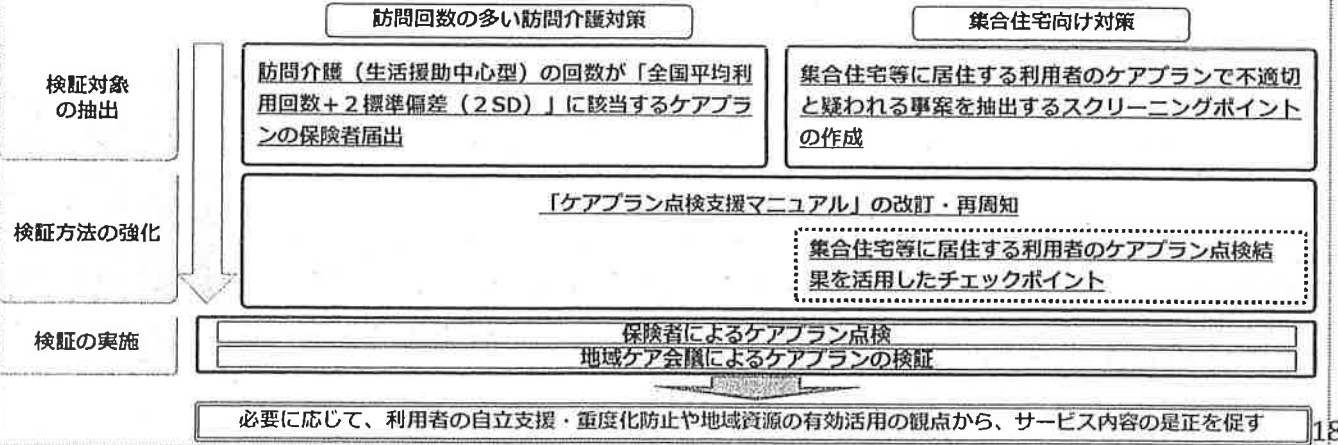 訪問回数の多い訪問介護対策
集合住宅向け対策
検証対象
の抽出
訪問介護（生活援助中心型）の回数が「全国平均利
用回数＋２標準偏差（２SD）」に該当するケアプラ
ンの保険者届出
集合住宅等に居住する利用者のケアプランで不適切
と疑われる事案を抽出するスクリーニングポイント
の作成
検証方法の強化
「ケアプラン点検支援マニュアル」の改訂・再周知
集合住宅等に居住する利用者のケアプラン点検結
果を活用したチェックポイント
検証の実施
保険者によるケアプラン点検
地域ケア会議によるケアプランの検証
必要に応じて、利用者の自立支援・重度化防止や地域資源の有効活用の観点から、サービス内容の是正を促す